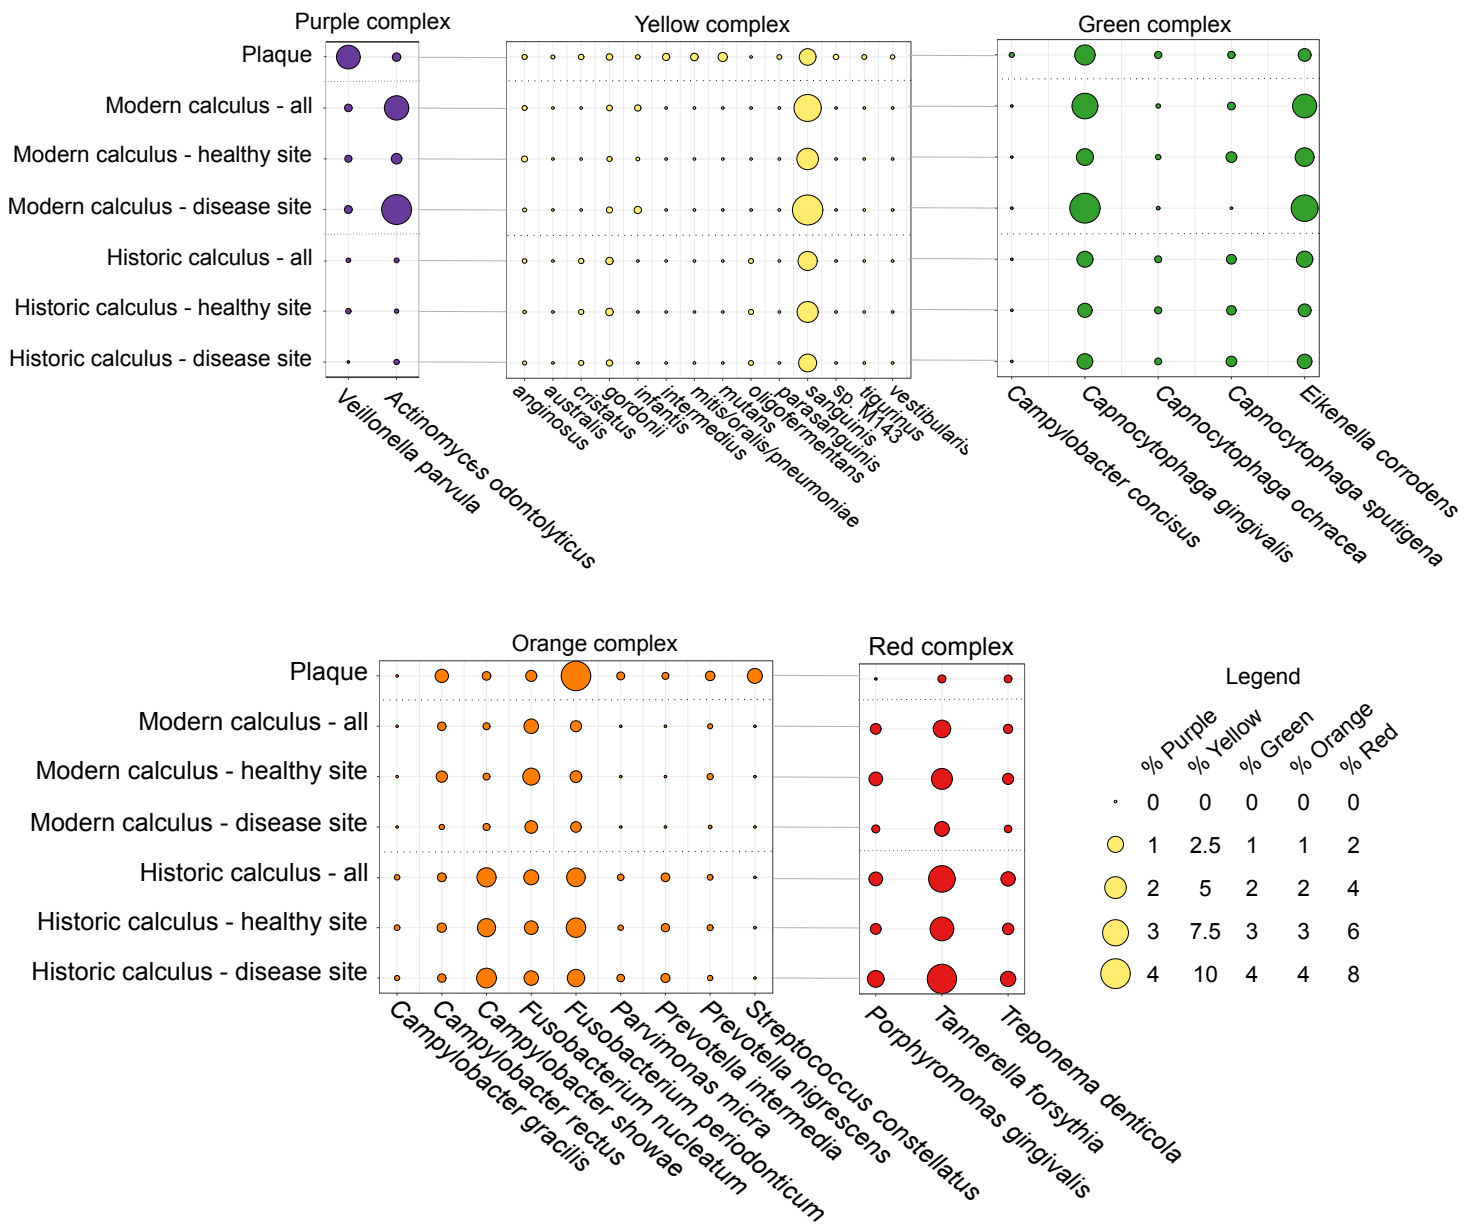 Purple complex
Yellow complex
Green complex
Plaque
Modern calculus - all
Modern calculus - healthy site
Modern calculus - disease site
Historic calculus - all
Historic calculus - healthy site
Historic calculus - disease site
Veillonella parvula
Actinomyces odontolyticus
anginosus
australis
cristatus
gordonii
infantis
intermedius
mitis/oralis/pneumoniae
mutans
oligofermentans
parasanguinis
sanguinis
sp. M143
tigurinus
vestibularis
Campylobacter concisus
Capnocytophaga gingivalis
Capnocytophaga ochracea
Capnocytophaga sputigena
Eikenella corrodens
Orange complex
Red complex
Plaque
Modern calculus - all
Modern calculus - healthy site
Modern calculus - disease site
Historic calculus - all
Historic calculus - healthy site
Historic calculus - disease site
Campylobacter gracilis
Campylobacter rectus
Campylobacter showae
Fusobacterium nucleatum
Fusobacterium periodonticum
Parvimonas micra
Prevotella intermedia
Prevotella nigrescens
Streptococcus constellatus
Porphyromonas gingivalis
Tannerella forsythia
Treponema denticola
Legend
% Purple % Yellow % Green % Orange % Red
0 0 0 0 0
1 2.5 1 1 2
2 5 2 2 4
3 7.5 3 3 6
4 10 4 4 8